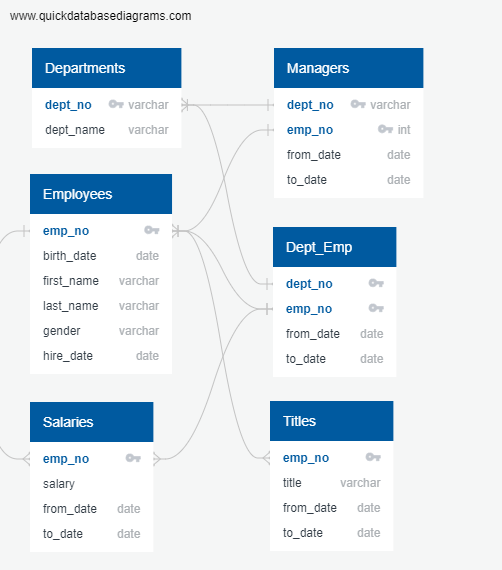 www.quickdatabasediagrams.com
Departments
dept_no varchar
dept_name varchar
Managers
dept_no varchar
emp_no int
from_date date
to_date date
Employees
emp_no
birth_date date
first_name varchar
last_name varchar
gender varchar
hire_date date
Dept_Emp
dept_no
emp_no
from_date date
to_date date
Salaries
emp_no
salary
from_date date
to_date date
Titles
emp_no
title varchar
from_date date
to_date date